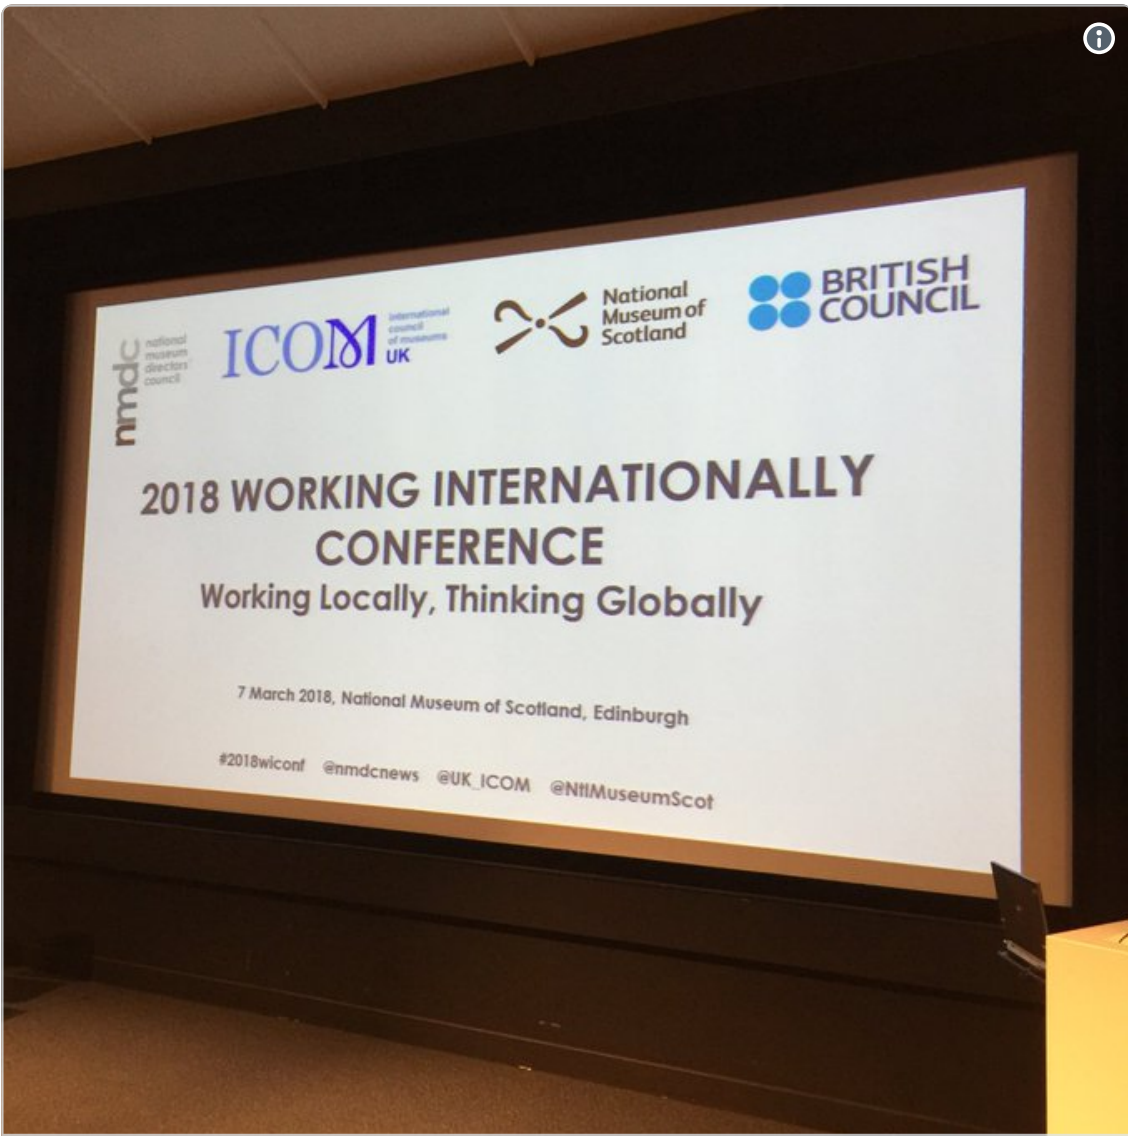 nmdc
national
museum
directors'
council
ICOM
international
council
of museums
UK
National
Museum of
Scotland
BRITISH
COUNCIL
2018 WORKING INTERNATIONALLY
CONFERENCE
Working Locally, Thinking Globally
7 March 2018, National Museum of Scotland, Edinburgh
#2018wiconf @nmdcnews @UK_ICOM @NtlMuseumScot